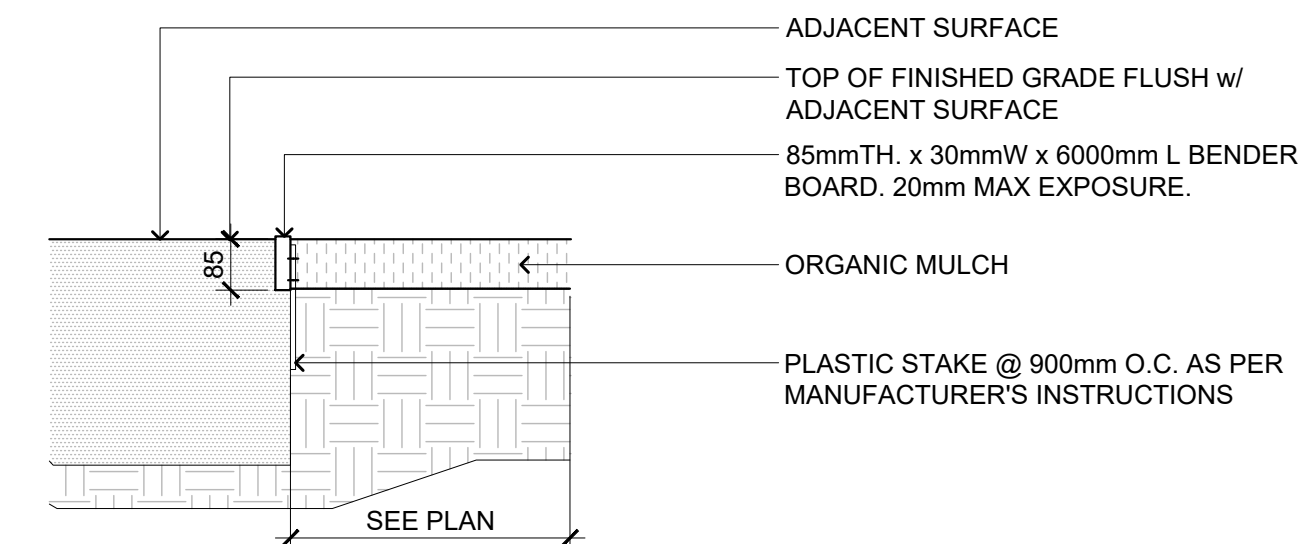 ADJACENT SURFACE
TOP OF FINISHED GRADE FLUSH w/
ADJACENT SURFACE
85mmTH. x 30mmW x 6000mm L BENDER
BOARD. 20mm MAX EXPOSURE.
85
ORGANIC MULCH
PLASTIC STAKE @ 900mm O.C. AS PER
MANUFACTURER'S INSTRUCTIONS
SEE PLAN